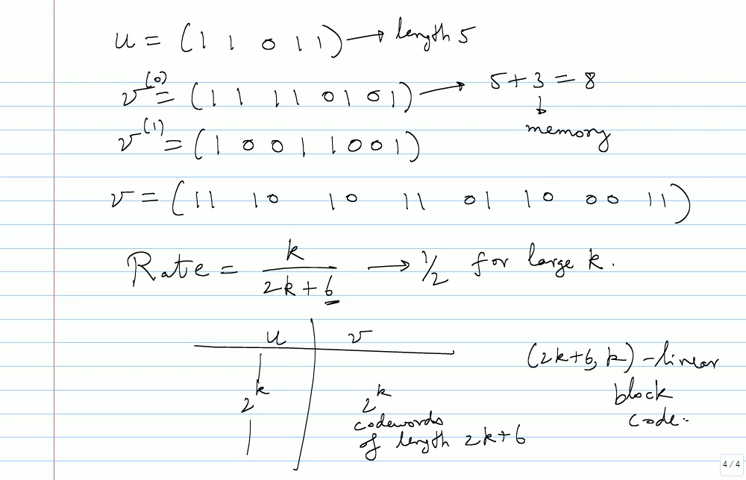 u = (1 1 0 1 1) → length 5
v^(0) = (1 1 1 1 0 1 0 1) → 5 + 3 = 8
memory
v^(1) = (1 0 0 1 1 0 0 1)
v = (11 10 10 11 01 10 00 11)
Rate = k / (2k + 6) → 1/2 for large k.
u | v
(2k+6, k) - linear
block
code.
2^k 2^k
codewords
of length 2k+6
4 / 4